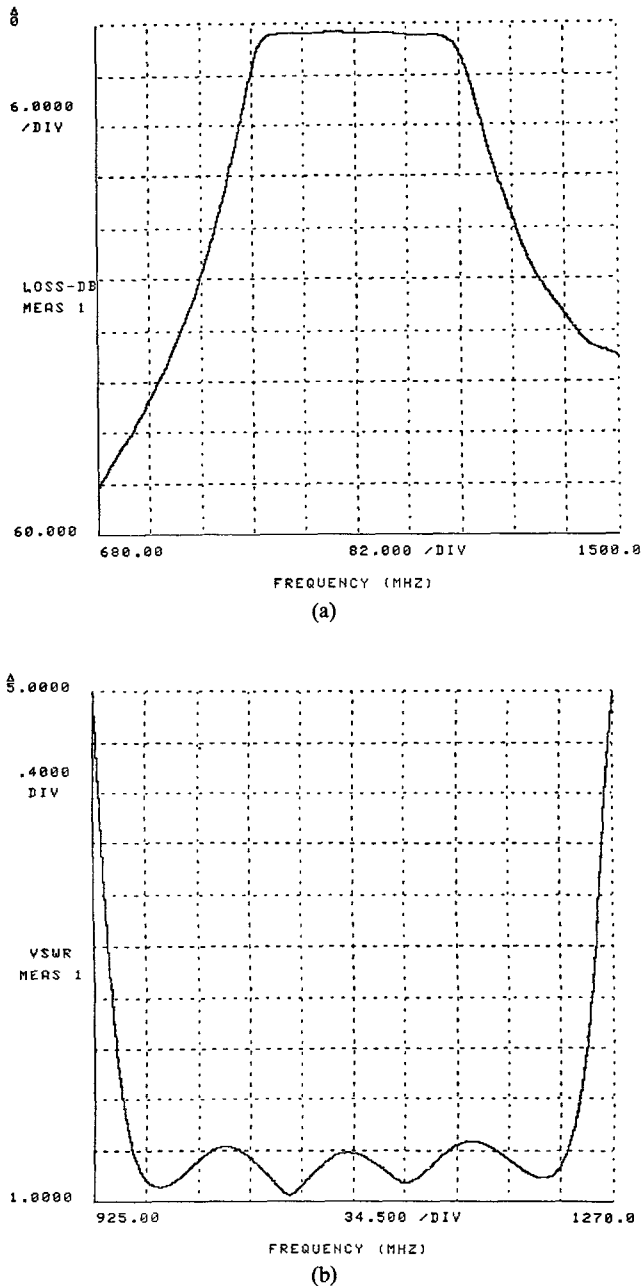 Δ
0
6.0000
/DIV
LOSS-DB
MEAS 1
60.000
680.00 82.000 /DIV 1500.0
FREQUENCY (MHZ)
(a)
Δ
5.0000
.4000
DIV
VSWR
MEAS 1
1.0000
925.00 34.500 /DIV 1270.0
FREQUENCY (MHZ)
(b)